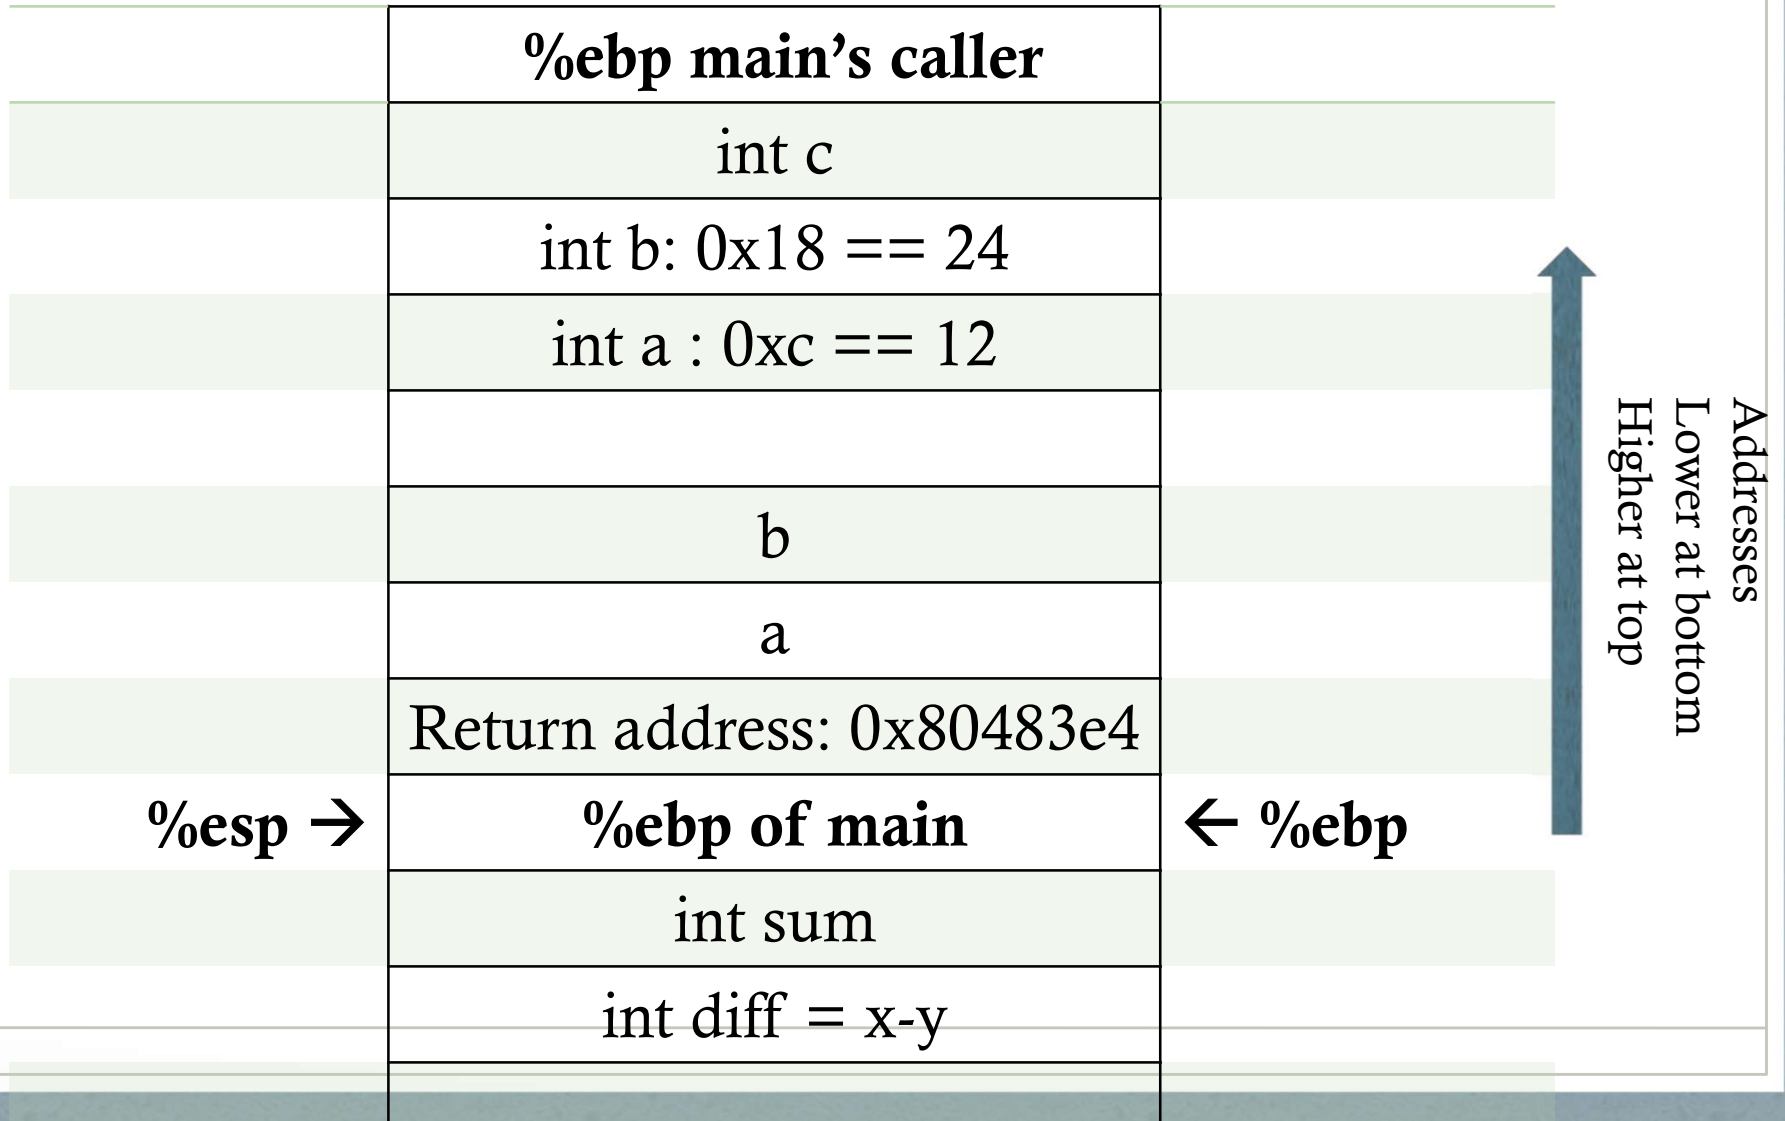 %ebp main’s caller
int c
int b: 0x18 == 24
int a : 0xc == 12
b
a
Return address: 0x80483e4
%esp → %ebp of main ← %ebp
int sum
int diff = x-y
Addresses
Lower at bottom
Higher at top